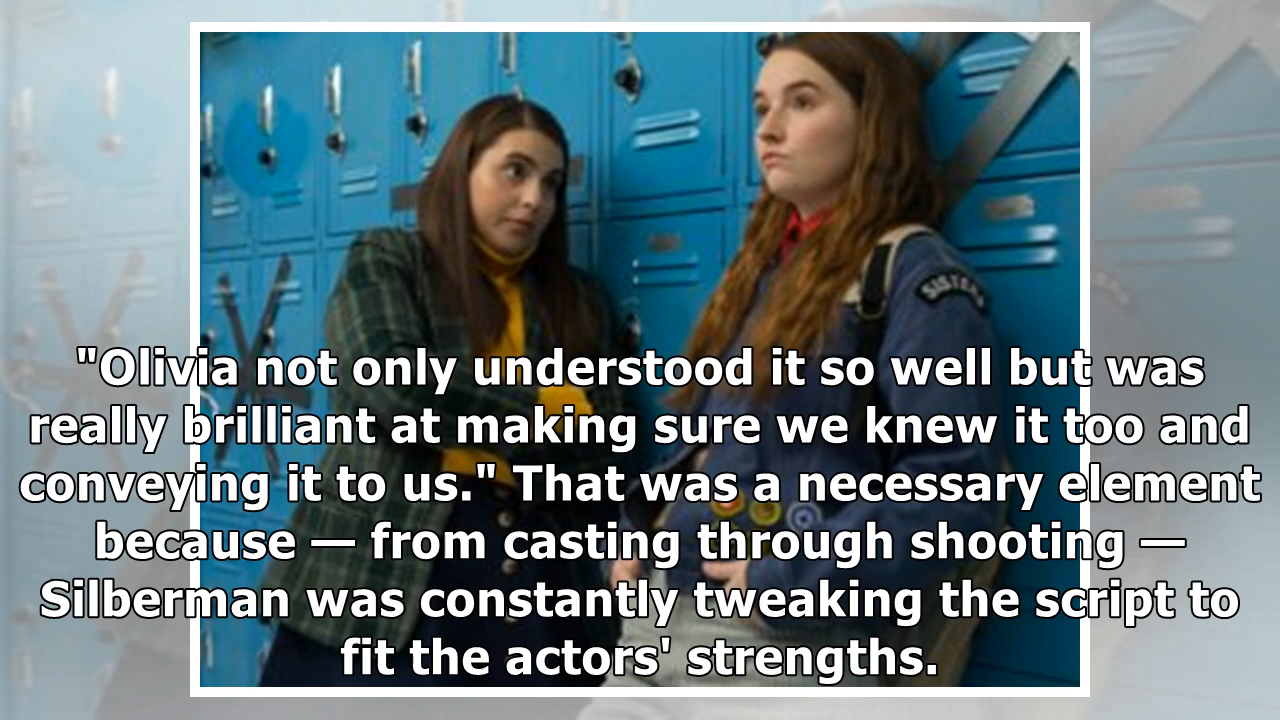 SISTERS
"Olivia not only understood it so well but was
really brilliant at making sure we knew it too and
conveying it to us." That was a necessary element
because — from casting through shooting —
Silberman was constantly tweaking the script to
fit the actors' strengths.